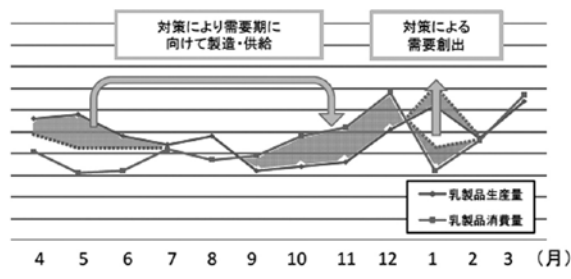 対策により需要期に
向けて製造・供給
対策による
需要創出
乳製品生産量
乳製品消費量
4 5 6 7 8 9 10 11 12 1 2 3 (月)